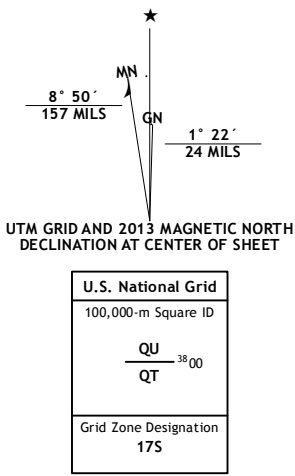 ★
MN
GN
8° 50´
157 MILS
1° 22´
24 MILS
UTM GRID AND 2013 MAGNETIC NORTH
DECLINATION AT CENTER OF SHEET
U.S. National Grid
100,000-m Square ID
QU
3800
QT
Grid Zone Designation
17S